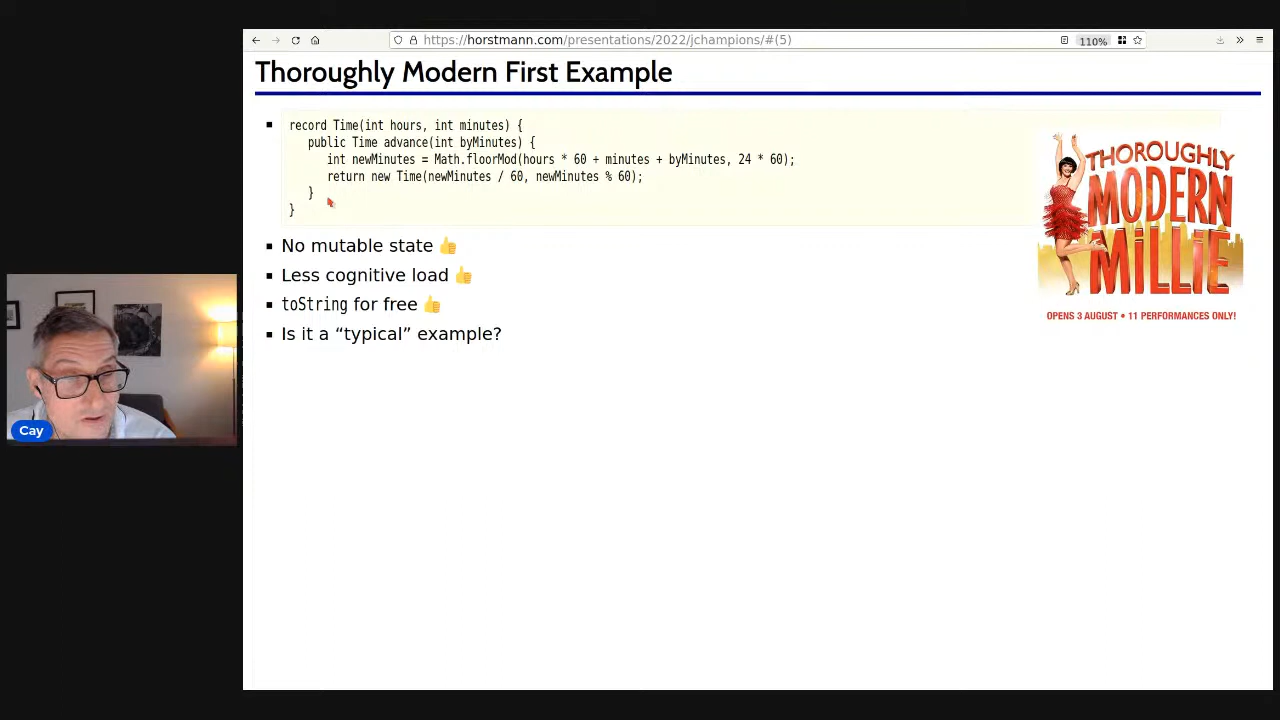 https://horstmann.com/presentations/2022/jchampions/#(5)
110%
Thoroughly Modern First Example
record Time(int hours, int minutes) {
public Time advance(int byMinutes) {
int newMinutes = Math.floorMod(hours * 60 + minutes + byMinutes, 24 * 60);
return new Time(newMinutes / 60, newMinutes % 60);
}
}
No mutable state 👍
Less cognitive load 👍
toString for free 👍
Is it a “typical” example?
THOROUGHLY
MODERN
MiLLiE
OPENS 3 AUGUST • 11 PERFORMANCES ONLY!
Cay